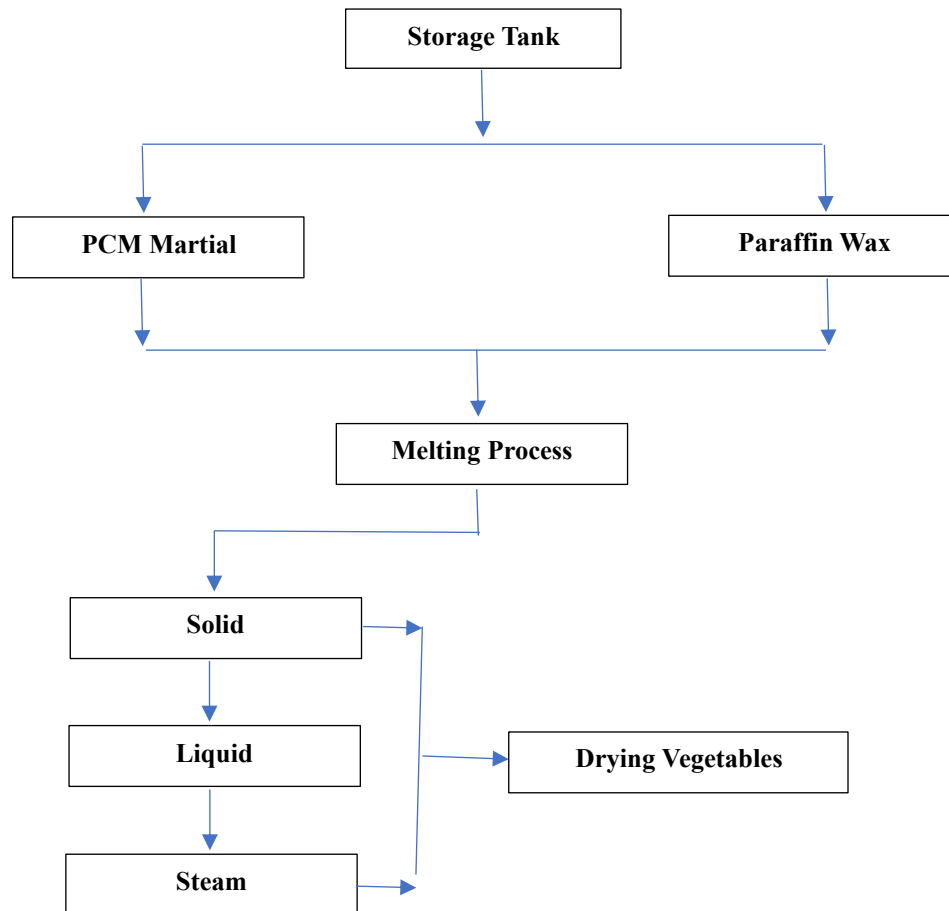 Storage Tank
PCM Martial
Paraffin Wax
Melting Process
Solid
Liquid
Drying Vegetables
Steam